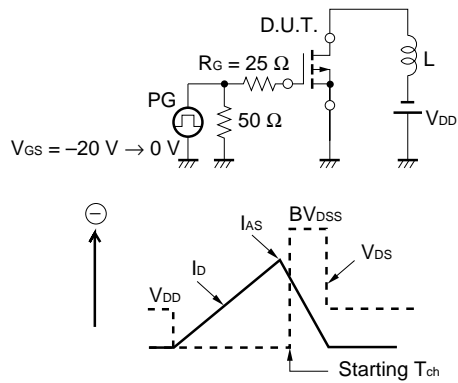 D.U.T.
RG = 25 Ω
L
PG
50 Ω
VDD
VGS = –20 V → 0 V
⊖
IAS
BVDSS
ID
VDS
VDD
Starting Tch